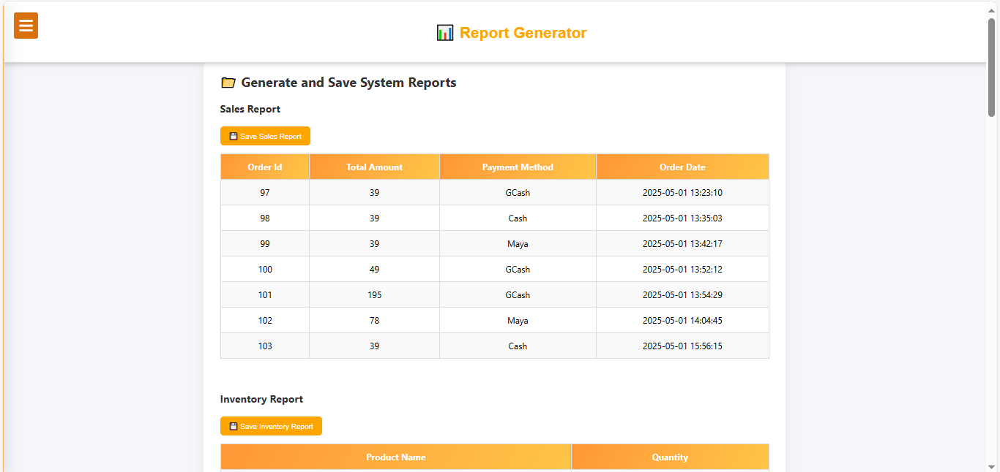 Report Generator
Generate and Save System Reports
Sales Report
Save Sales Report
Order Id Total Amount Payment Method Order Date
97 39 GCash 2025-05-01 13:23:10
98 39 Cash 2025-05-01 13:35:03
99 39 Maya 2025-05-01 13:42:17
100 49 GCash 2025-05-01 13:52:12
101 195 GCash 2025-05-01 13:54:29
102 78 Maya 2025-05-01 14:04:45
103 39 Cash 2025-05-01 15:56:15
Inventory Report
Save Inventory Report
Product Name Quantity